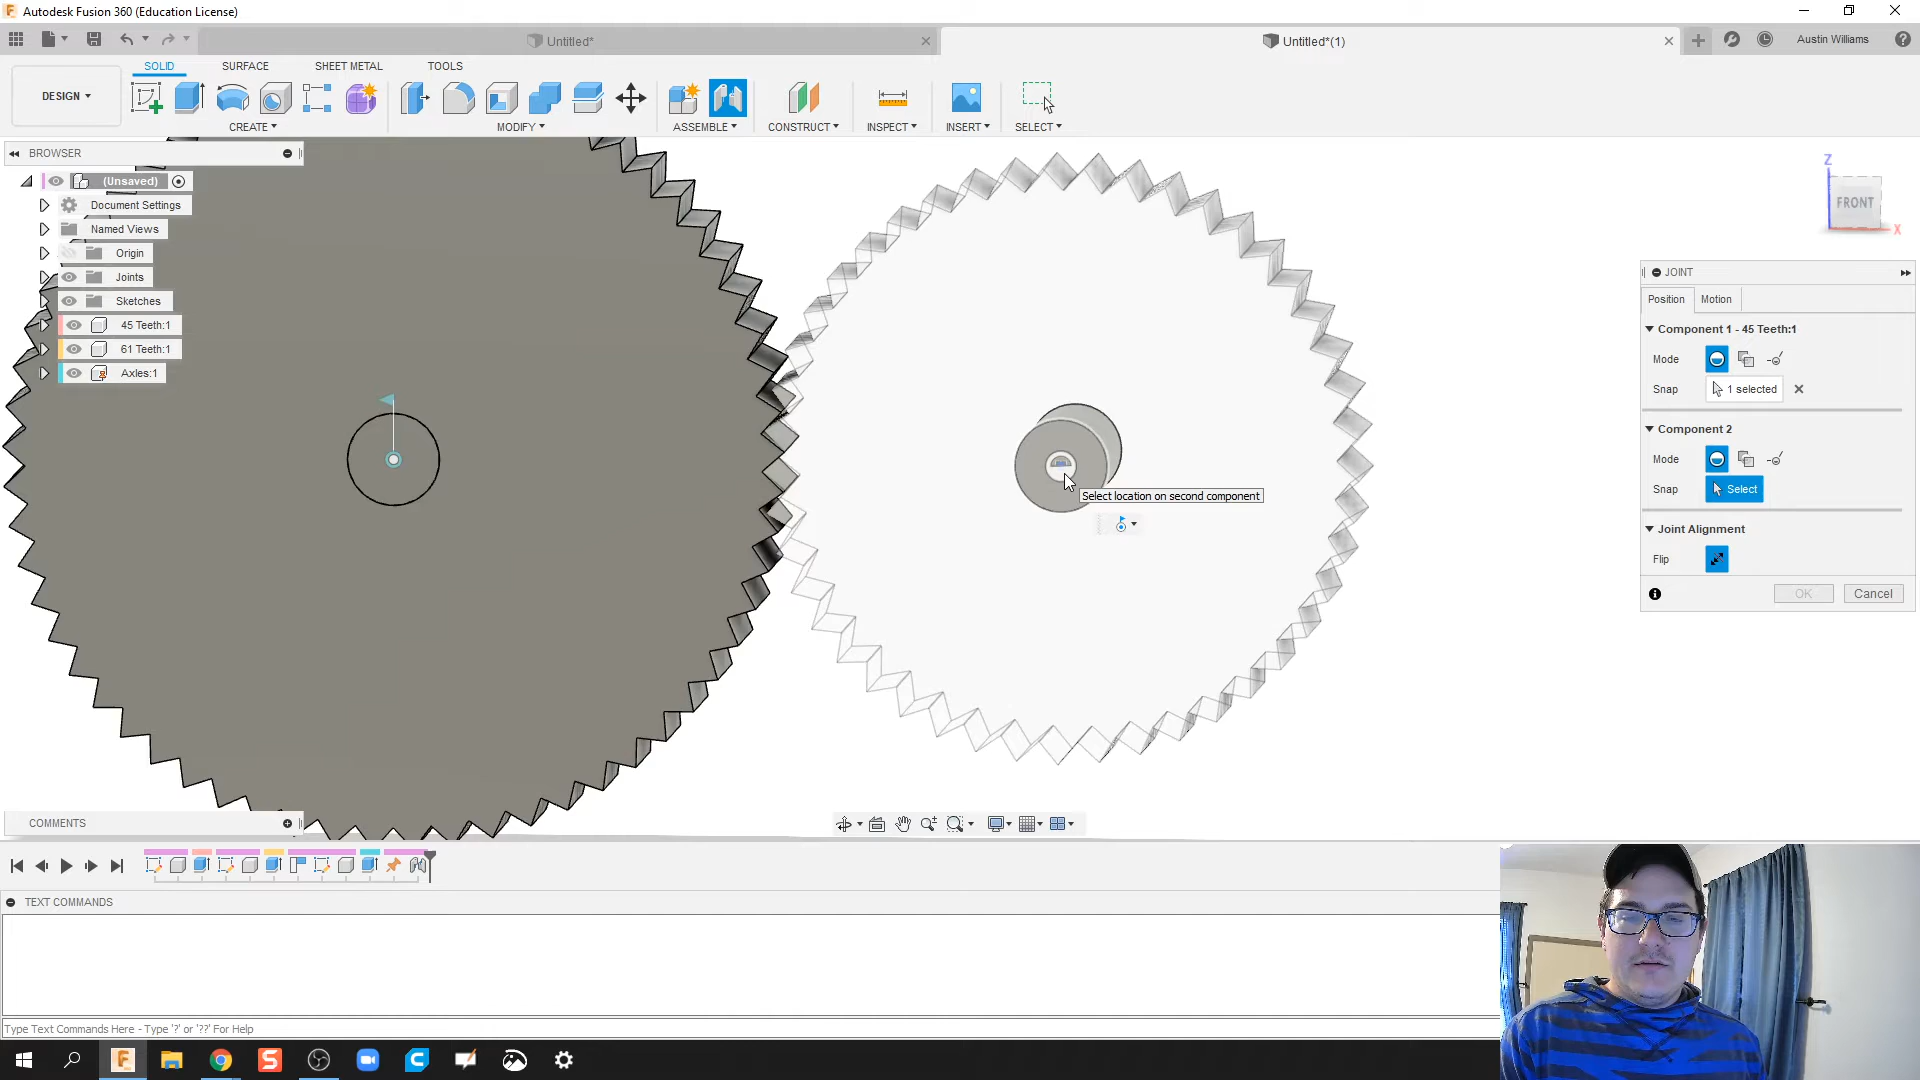 Autodesk Fusion 360 (Education License)
Untitled*
Untitled*(1)
Austin Williams
DESIGN
SOLID
SURFACE
SHEET METAL
TOOLS
CREATE
MODIFY
ASSEMBLE
CONSTRUCT
INSPECT
INSERT
SELECT
BROWSER
(Unsaved)
Document Settings
Named Views
Origin
Joints
Sketches
45 Teeth:1
61 Teeth:1
Axles:1
Z
FRONT
X
Select location on second component
JOINT
Position
Motion
Component 1 - 45 Teeth:1
Mode
Snap
1 selected
Component 2
Mode
Snap
Select
Joint Alignment
Flip
OK
Cancel
COMMENTS
TEXT COMMANDS
Type Text Commands Here - Type '?' or '??' For Help